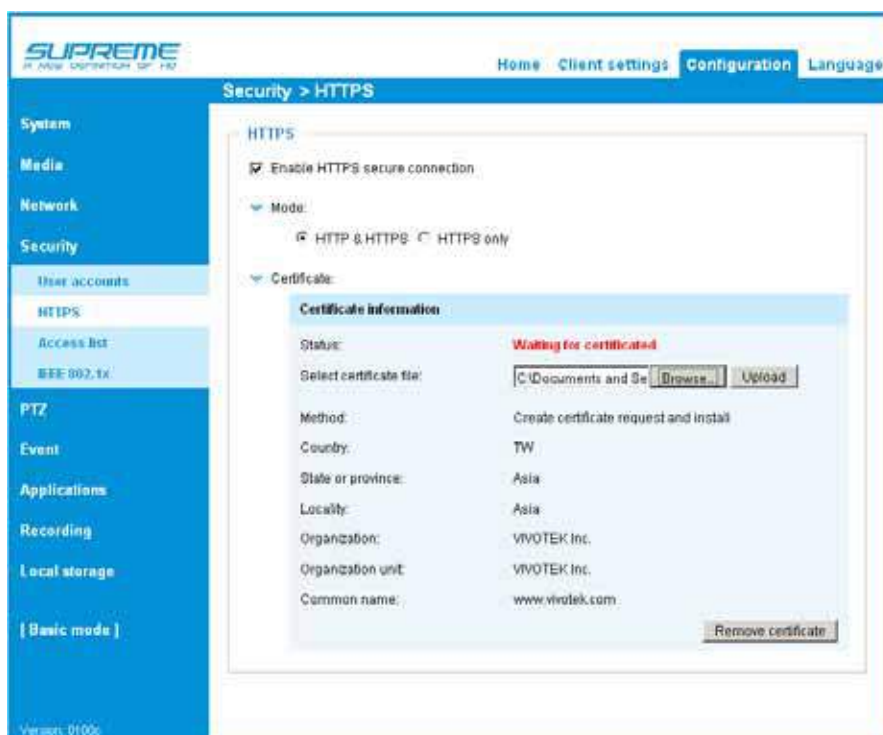 SUPREME
A NEW DEFINITION OF HD
Home Client settings Configuration Language
Security > HTTPS
System
Media
Network
Security
User accounts
HTTPS
Access list
IEEE 802.1x
PTZ
Event
Applications
Recording
Local storage
[ Basic mode ]
Version: 0100c
HTTPS
Enable HTTPS secure connection
Mode:
HTTP & HTTPS HTTPS only
Certificate:
Certificate information
Status: Waiting for certificated
Select certificate file: C:\Documents and Se Browse... Upload
Method: Create certificate request and install
Country: TW
State or province: Asia
Locality: Asia
Organization: VIVOTEK Inc.
Organization unit: VIVOTEK Inc.
Common name: www.vivotek.com
Remove certificate